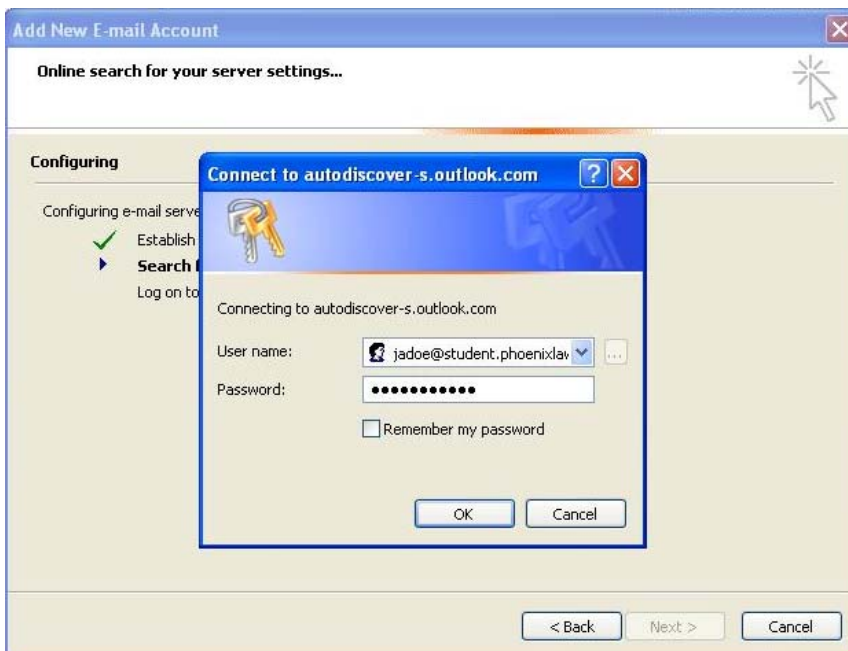 Add New E-mail Account
Online search for your server settings...
Configuring
Connect to autodiscover-s.outlook.com
Configuring e-mail serve
Establish
Search
Log on to
Connecting to autodiscover-s.outlook.com
User name:
jadoe@student.phoenixlaw
Password:
Remember my password
OK
Cancel
< Back
Next >
Cancel